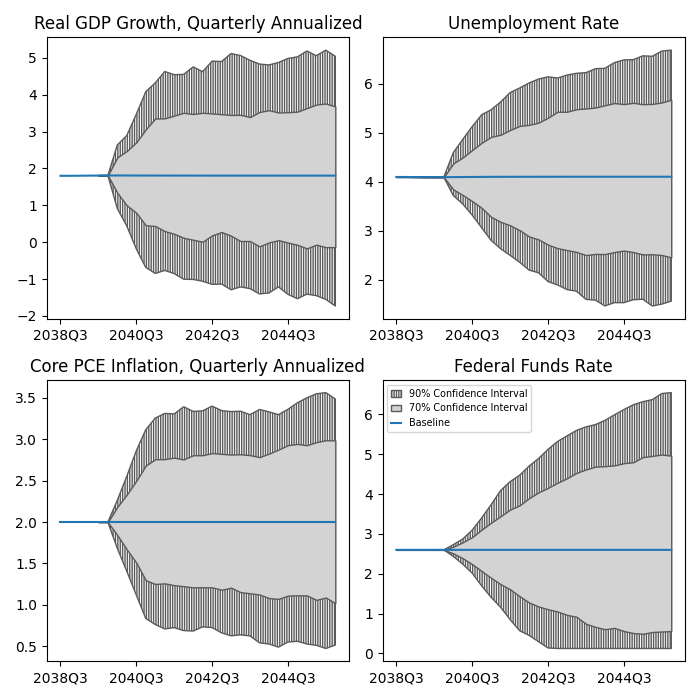 Real GDP Growth, Quarterly Annualized
5
4
3
2
1
0
−1
−2
2038Q3 2040Q3 2042Q3 2044Q3
Unemployment Rate
6
5
4
3
2
2038Q3 2040Q3 2042Q3 2044Q3
Core PCE Inflation, Quarterly Annualized
3.5
3.0
2.5
2.0
1.5
1.0
0.5
2038Q3 2040Q3 2042Q3 2044Q3
Federal Funds Rate
90% Confidence Interval
70% Confidence Interval
Baseline
6
5
4
3
2
1
0
2038Q3 2040Q3 2042Q3 2044Q3